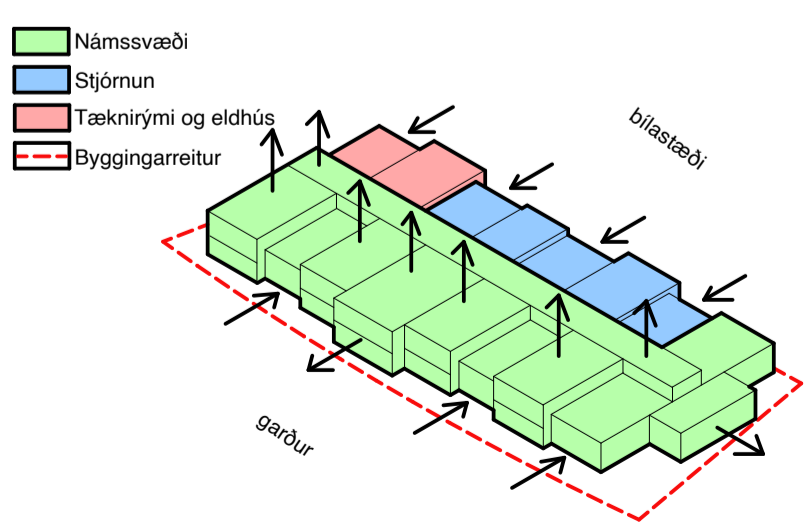 Námssvæði
Stjórnun
Tæknirými og eldhús
Byggingarreitur
bílastæði
garður